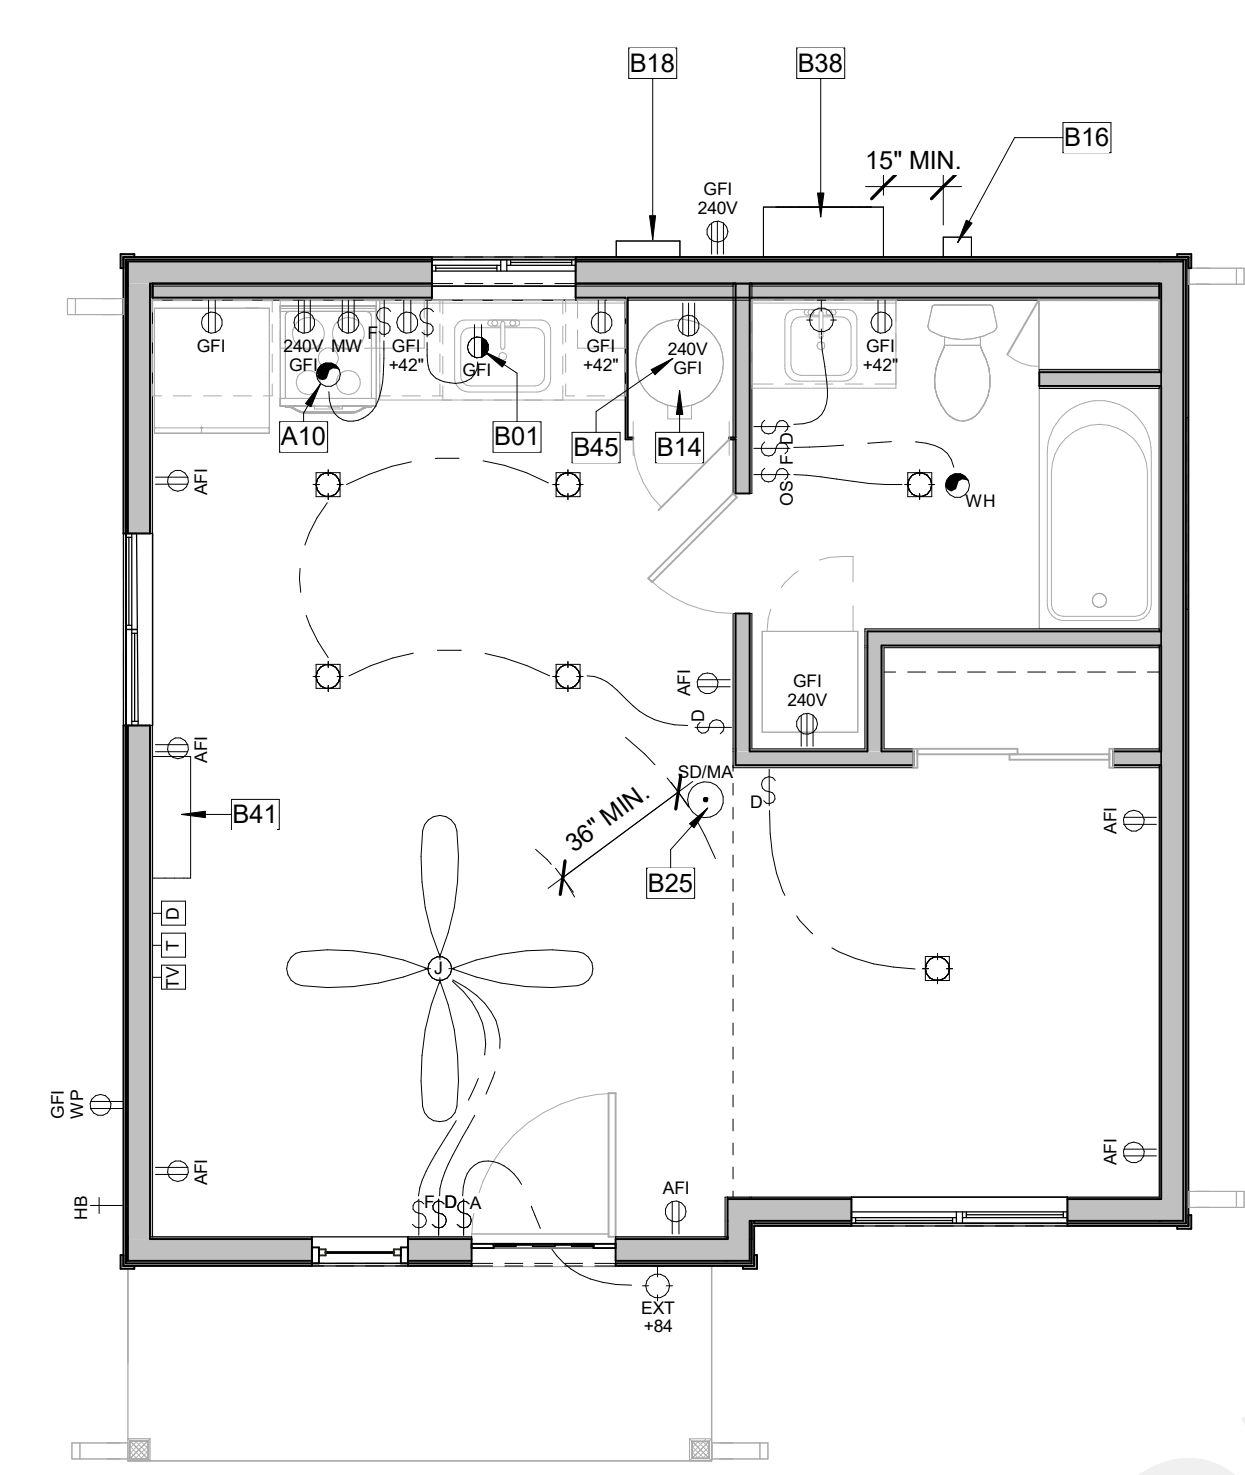 B18
B38
B16
15" MIN.
GFI
240V
GFI
240V
GFI
MW
F
S
GFI
+42"
S
GFI
GFI
+42"
240V
GFI
GFI
+42"
A10
B01
B45
B14
S
S
D
S
F
OS
WH
AFI
AFI
AFI
D
S
GFI
240V
SD/MA
D
S
36" MIN.
B25
B41
AFI
D
T
TV
J
GFI
WP
AFI
HB
F
D
A
S
S
S
AFI
AFI
EXT
+84